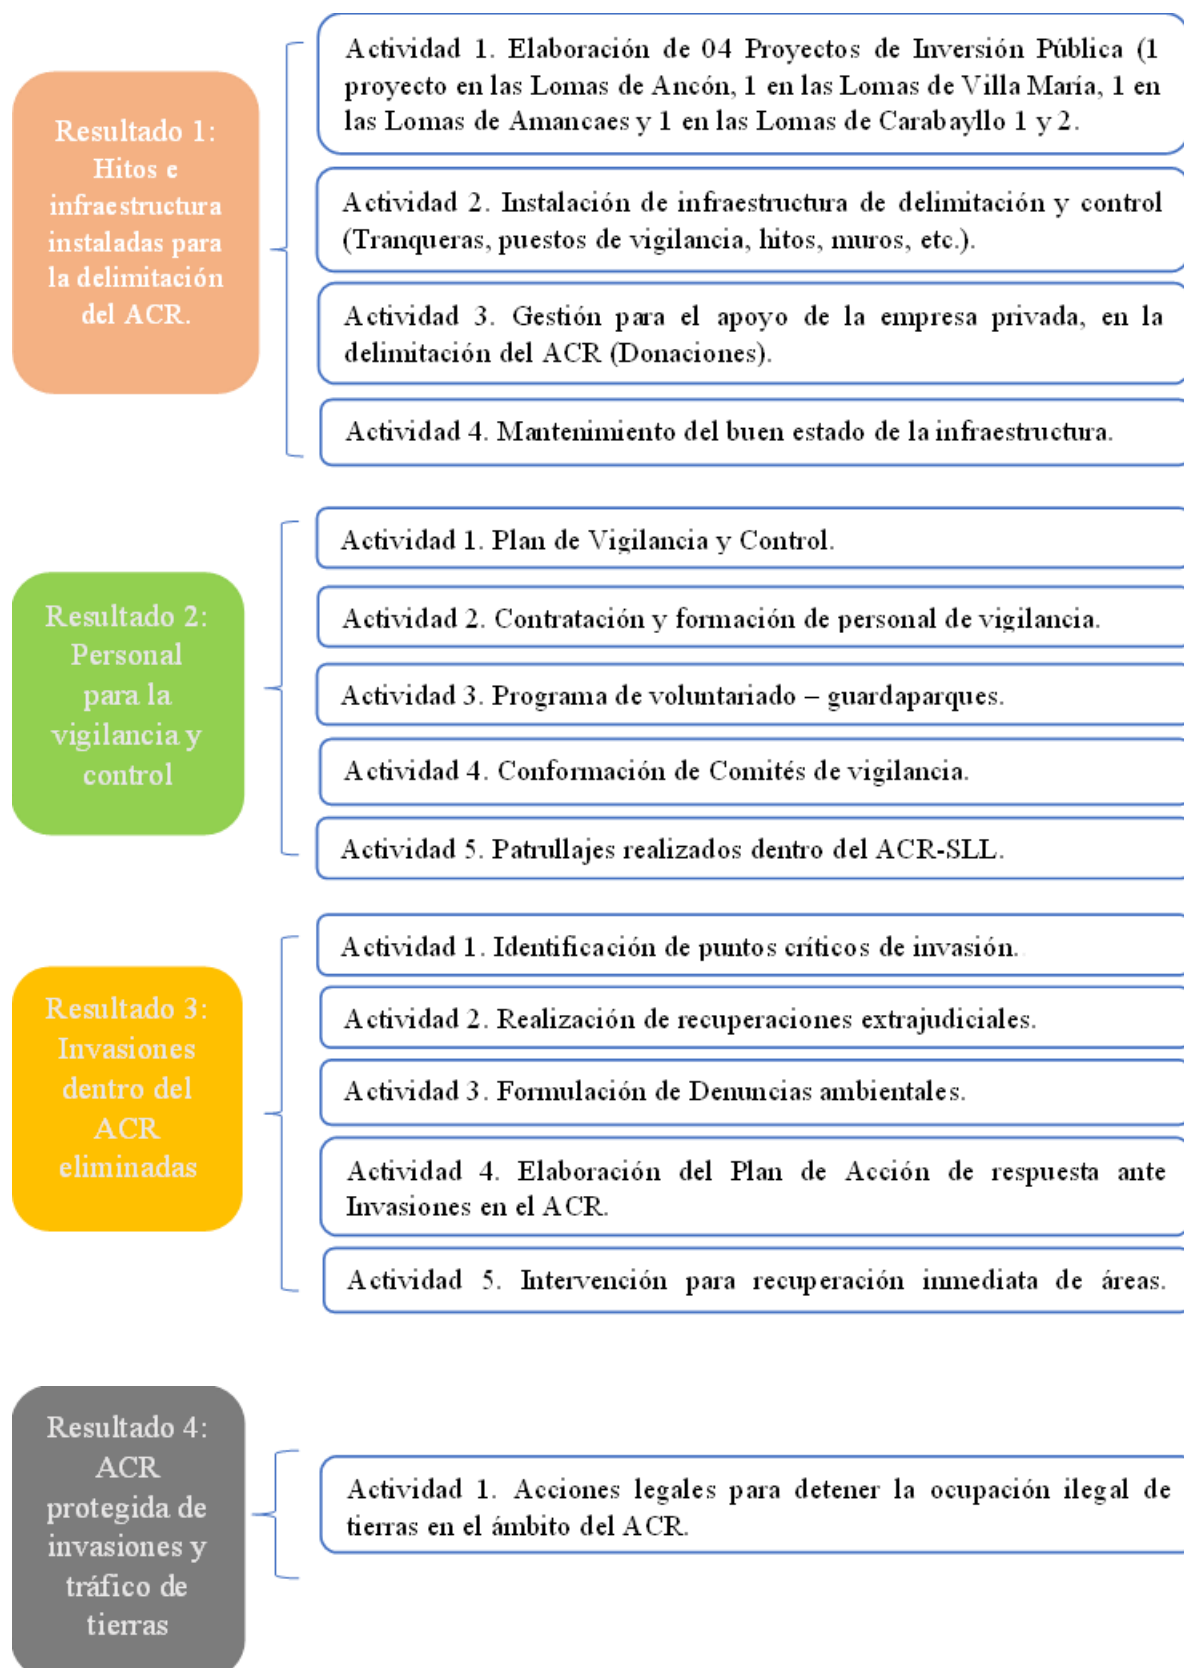 Resultado 1:
Hitos e
infraestructura
instaladas para
la delimitación
del ACR.
Actividad 1. Elaboración de 04 Proyectos de Inversión Pública (1
proyecto en las Lomas de Ancón, 1 en las Lomas de Villa María, 1 en
las Lomas de Amancaes y 1 en las Lomas de Carabayllo 1 y 2.
Actividad 2. Instalación de infraestructura de delimitación y control
(Tranqueras, puestos de vigilancia, hitos, muros, etc.).
Actividad 3. Gestión para el apoyo de la empresa privada, en la
delimitación del ACR (Donaciones).
Actividad 4. Mantenimiento del buen estado de la infraestructura.
Resultado 2:
Personal
para la
vigilancia y
control
Actividad 1. Plan de Vigilancia y Control.
Actividad 2. Contratación y formación de personal de vigilancia.
Actividad 3. Programa de voluntariado – guardaparques.
Actividad 4. Conformación de Comités de vigilancia.
Actividad 5. Patrullajes realizados dentro del ACR-SLL.
Resultado 3:
Invasiones
dentro del
ACR
eliminadas
Actividad 1. Identificación de puntos críticos de invasión.
Actividad 2. Realización de recuperaciones extrajudiciales.
Actividad 3. Formulación de Denuncias ambientales.
Actividad 4. Elaboración del Plan de Acción de respuesta ante
Invasiones en el ACR.
Actividad 5. Intervención para recuperación inmediata de áreas.
Resultado 4:
ACR
protegida de
invasiones y
tráfico de
tierras
Actividad 1. Acciones legales para detener la ocupación ilegal de
tierras en el ámbito del ACR.